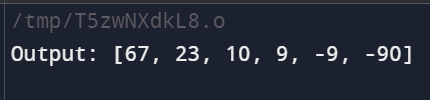 /tmp/T5zwNXdkL8.o
Output: [67, 23, 10, 9, -9, -90]